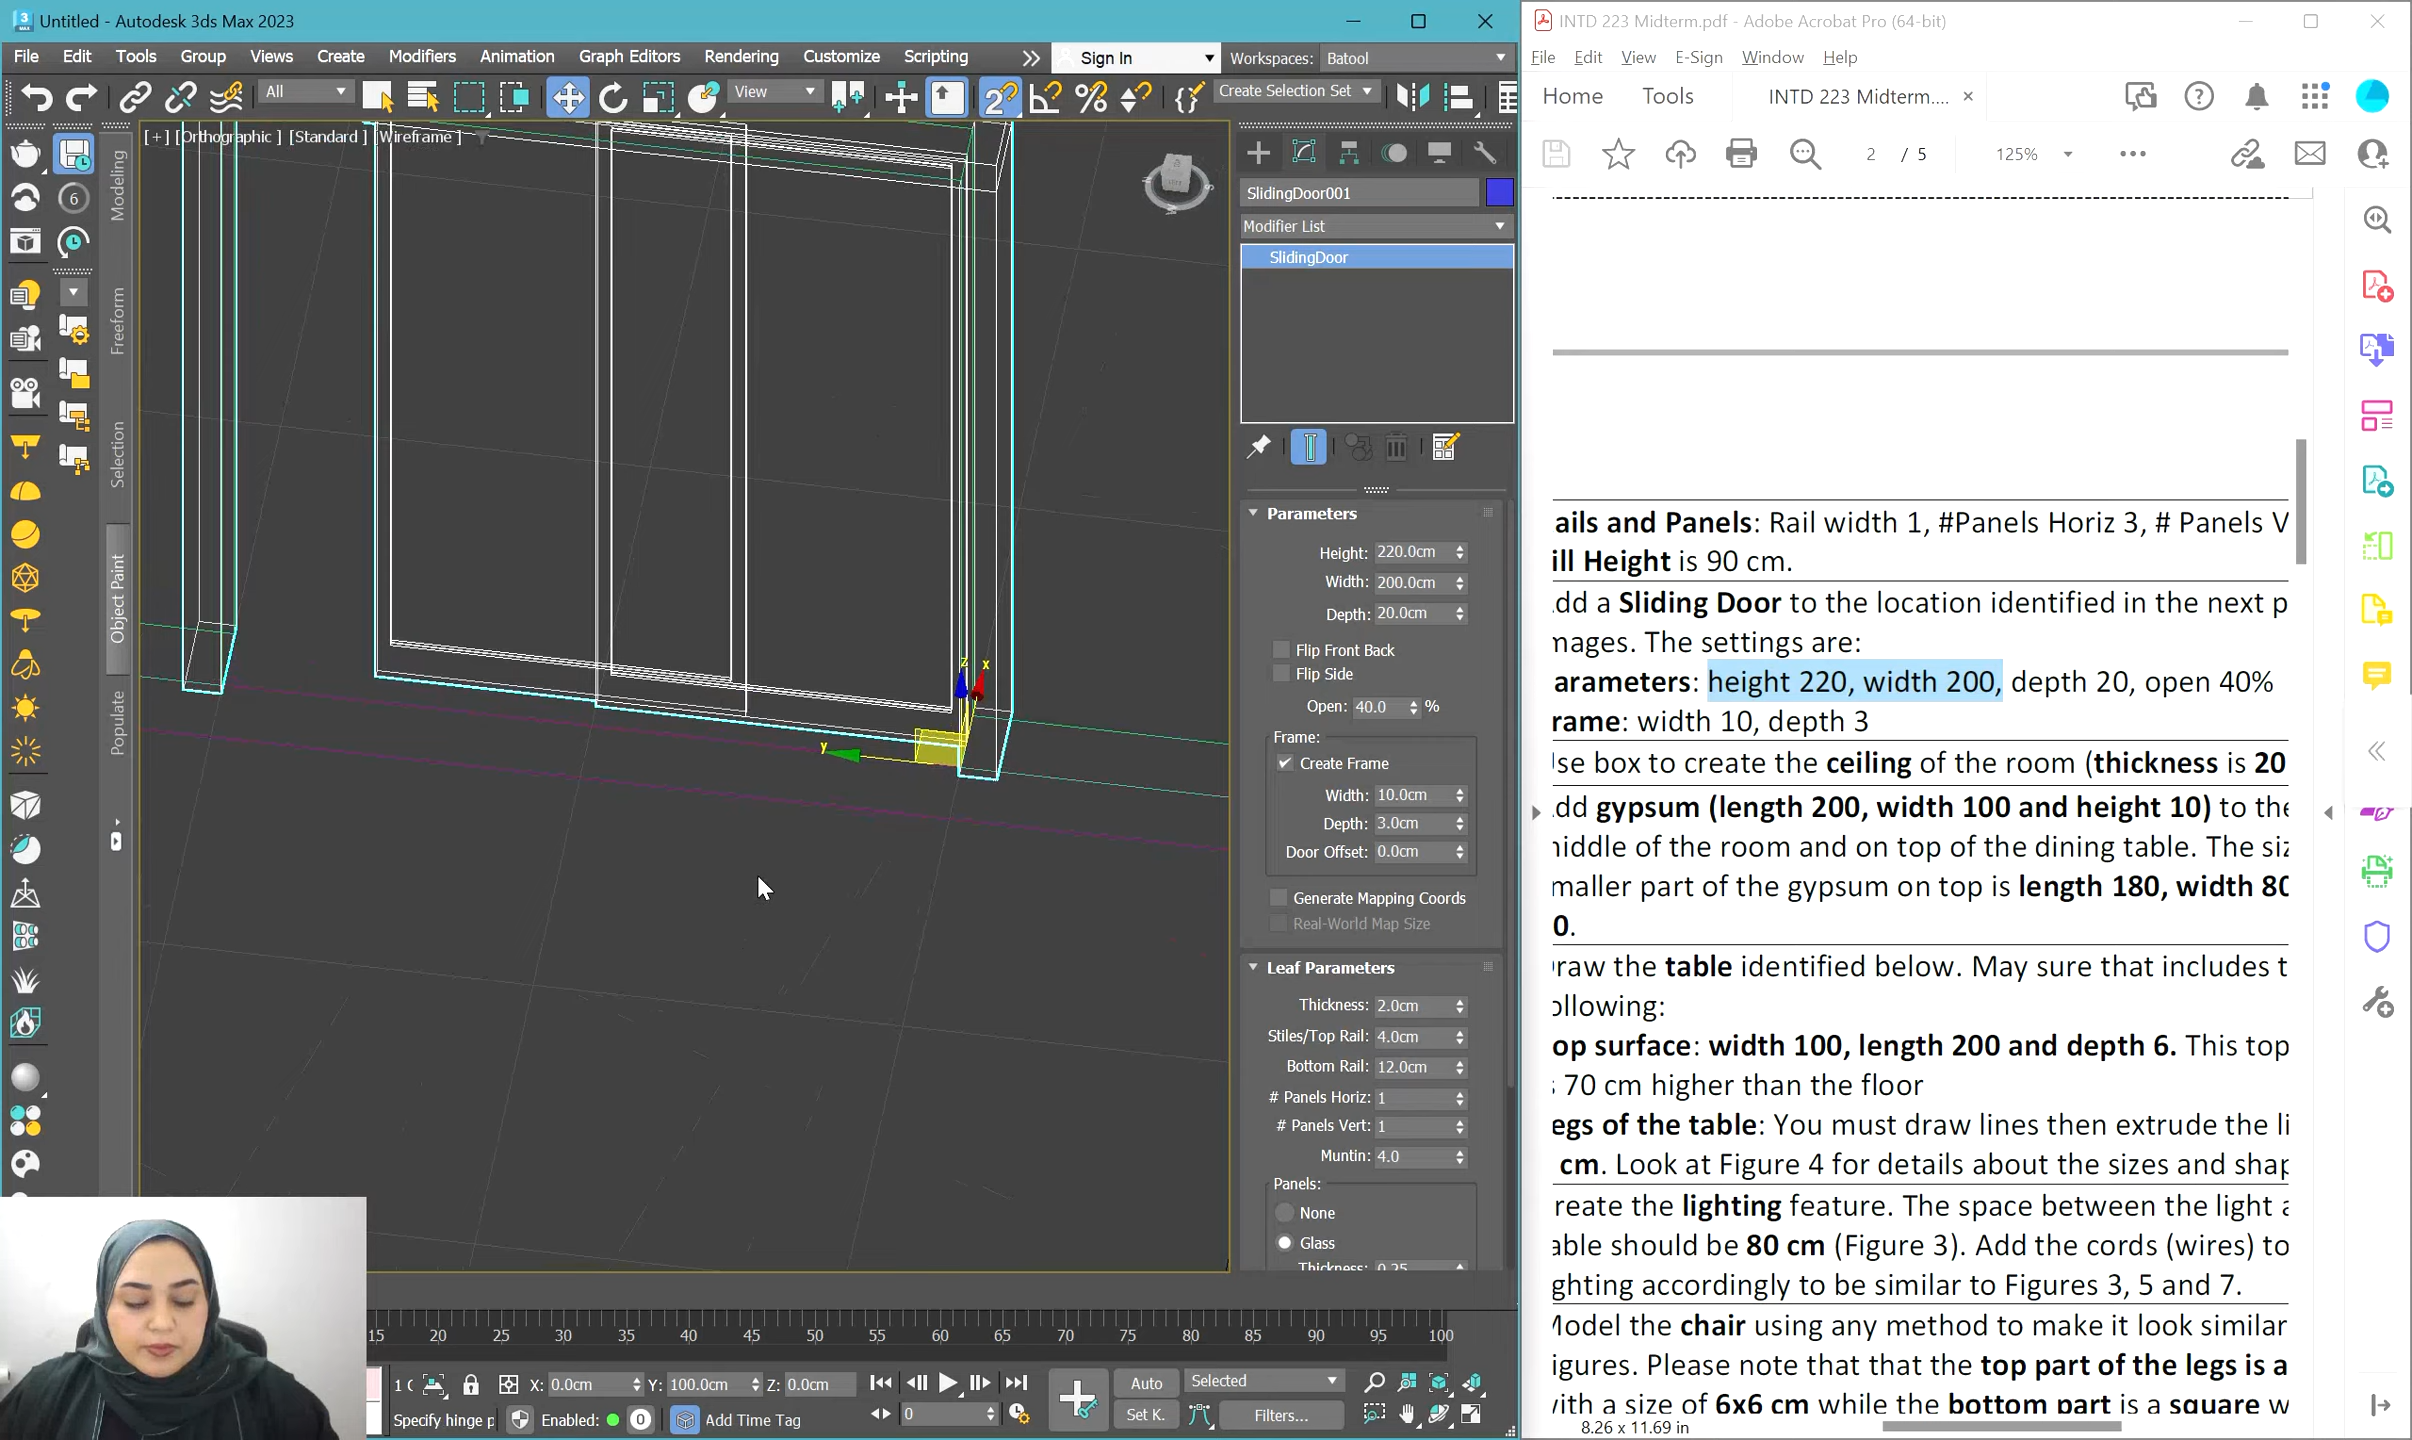 Untitled - Autodesk 3ds Max 2023
File Edit Tools Group Views Create Modifiers Animation Graph Editors Rendering Customize Scripting
Sign In Workspaces: Batool
All View Create Selection Set
[+] [Orthographic ] [Standard ] [Wireframe ]
Modeling
Freeform
Selection
Object Paint
Populate
6
z x
y
SlidingDoor001
Modifier List
SlidingDoor
Parameters
Height: 220.0cm
Width: 200.0cm
Depth: 20.0cm
Flip Front Back
Flip Side
Open: 40.0 %
Frame:
Create Frame
Width: 10.0cm
Depth: 3.0cm
Door Offset: 0.0cm
Generate Mapping Coords
Real-World Map Size
Leaf Parameters
Thickness: 2.0cm
Stiles/Top Rail: 4.0cm
Bottom Rail: 12.0cm
# Panels Horiz: 1
# Panels Vert: 1
Muntin: 4.0
Panels:
None
Glass
Thickness: 0.25
15 20 25 30 35 40 45 50 55 60 65 70 75 80 85 90 95 100
X: 0.0cm Y: 100.0cm Z: 0.0cm
Auto Selected
Specify hinge p Enabled: 0 Add Time Tag 0 Set K. Filters...
INTD 223 Midterm.pdf - Adobe Acrobat Pro (64-bit)
File Edit View E-Sign Window Help
Home Tools INTD 223 Midterm.... ×
2 / 5 125%
ails and Panels: Rail width 1, #Panels Horiz 3, # Panels V
ill Height is 90 cm.
dd a Sliding Door to the location identified in the next p
mages. The settings are:
arameters: height 220, width 200, depth 20, open 40%
rame: width 10, depth 3
se box to create the ceiling of the room (thickness is 20
dd gypsum (length 200, width 100 and height 10) to the
niddle of the room and on top of the dining table. The siz
maller part of the gypsum on top is length 180, width 80
0.
raw the table identified below. May sure that includes t
ollowing:
op surface: width 100, length 200 and depth 6. This top
70 cm higher than the floor
egs of the table: You must draw lines then extrude the li
cm. Look at Figure 4 for details about the sizes and shap
reate the lighting feature. The space between the light a
able should be 80 cm (Figure 3). Add the cords (wires) to
ghting accordingly to be similar to Figures 3, 5 and 7.
odel the chair using any method to make it look similar
igures. Please note that that the top part of the legs is a
vith a size of 6x6 cm while the bottom part is a square w
8.26 x 11.69 in